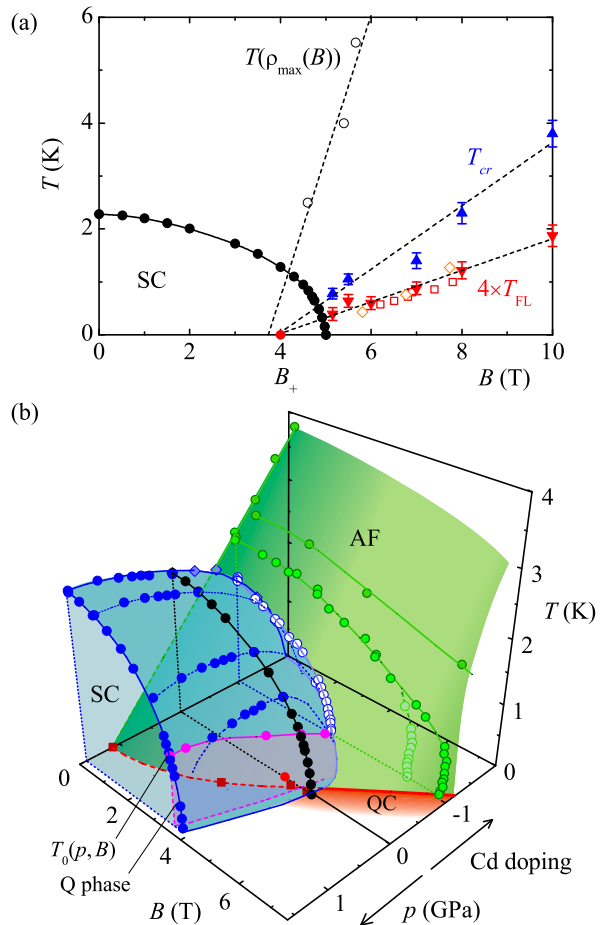 (a)
6
4
2
0
T (K)
T(ρmax(B))
Tcr
SC
4×TFL
0
2
4
6
8
10
B+
B (T)
(b)
4
AF
3
T (K)
2
SC
1
0
0
QC
-1
2
T0(p, B)
4
Cd doping
Q phase
0
6
B (T)
1
p (GPa)